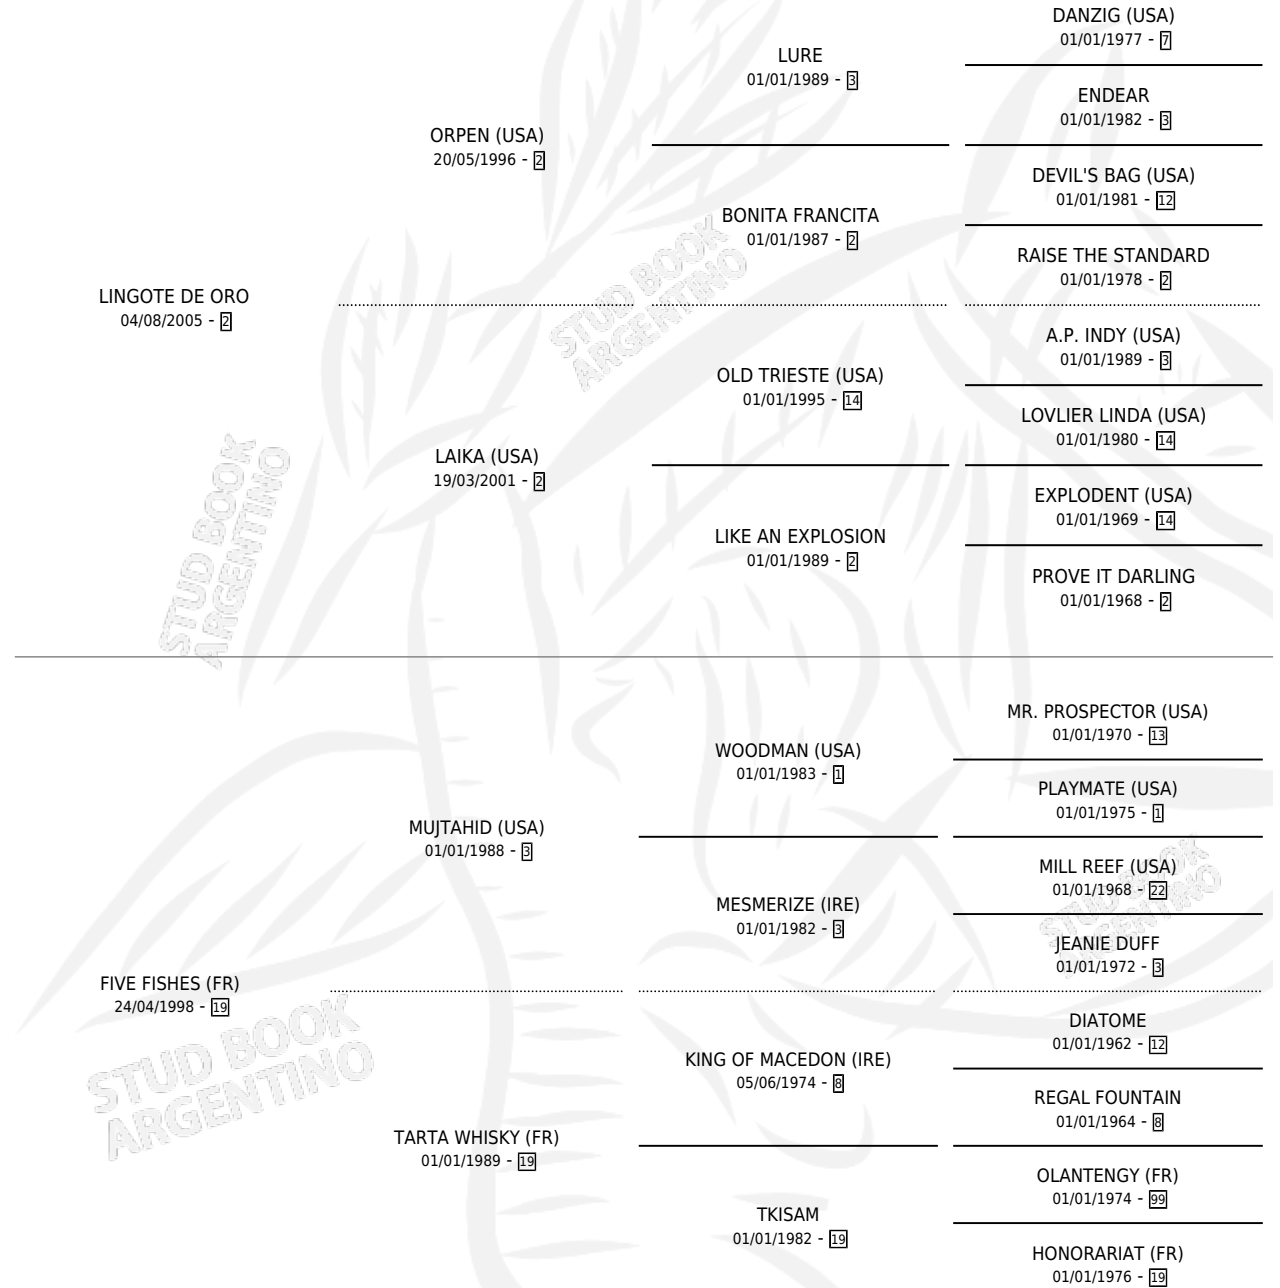 DANZIG (USA)
01/01/1977 - 7
LURE
01/01/1989 - 3
ENDEAR
01/01/1982 - 3
ORPEN (USA)
20/05/1996 - 2
DEVIL'S BAG (USA)
01/01/1981 - 12
BONITA FRANCITA
01/01/1987 - 2
RAISE THE STANDARD
01/01/1978 - 2
LINGOTE DE ORO
04/08/2005 - 2
STUD BOOK
ARGENTINO
A.P. INDY (USA)
01/01/1989 - 3
OLD TRIESTE (USA)
01/01/1995 - 14
LOVLIER LINDA (USA)
01/01/1980 - 14
LAIKA (USA)
19/03/2001 - 2
EXPLODENT (USA)
01/01/1969 - 14
LIKE AN EXPLOSION
01/01/1989 - 2
PROVE IT DARLING
01/01/1968 - 2
STUD BOOK
ARGENTINO
MR. PROSPECTOR (USA)
01/01/1970 - 13
WOODMAN (USA)
01/01/1983 - 1
PLAYMATE (USA)
01/01/1975 - 1
MUJTAHID (USA)
01/01/1988 - 3
MILL REEF (USA)
01/01/1968 - 22
MESMERIZE (IRE)
01/01/1982 - 3
STUD BOOK
ARGENTINO
JEANIE DUFF
01/01/1972 - 3
FIVE FISHES (FR)
24/04/1998 - 19
DIATOME
01/01/1962 - 12
KING OF MACEDON (IRE)
05/06/1974 - 8
REGAL FOUNTAIN
01/01/1964 - 8
STUD BOOK
ARGENTINO
TARTA WHISKY (FR)
01/01/1989 - 19
OLANTENGY (FR)
01/01/1974 - 99
TKISAM
01/01/1982 - 19
HONORARIAT (FR)
01/01/1976 - 19